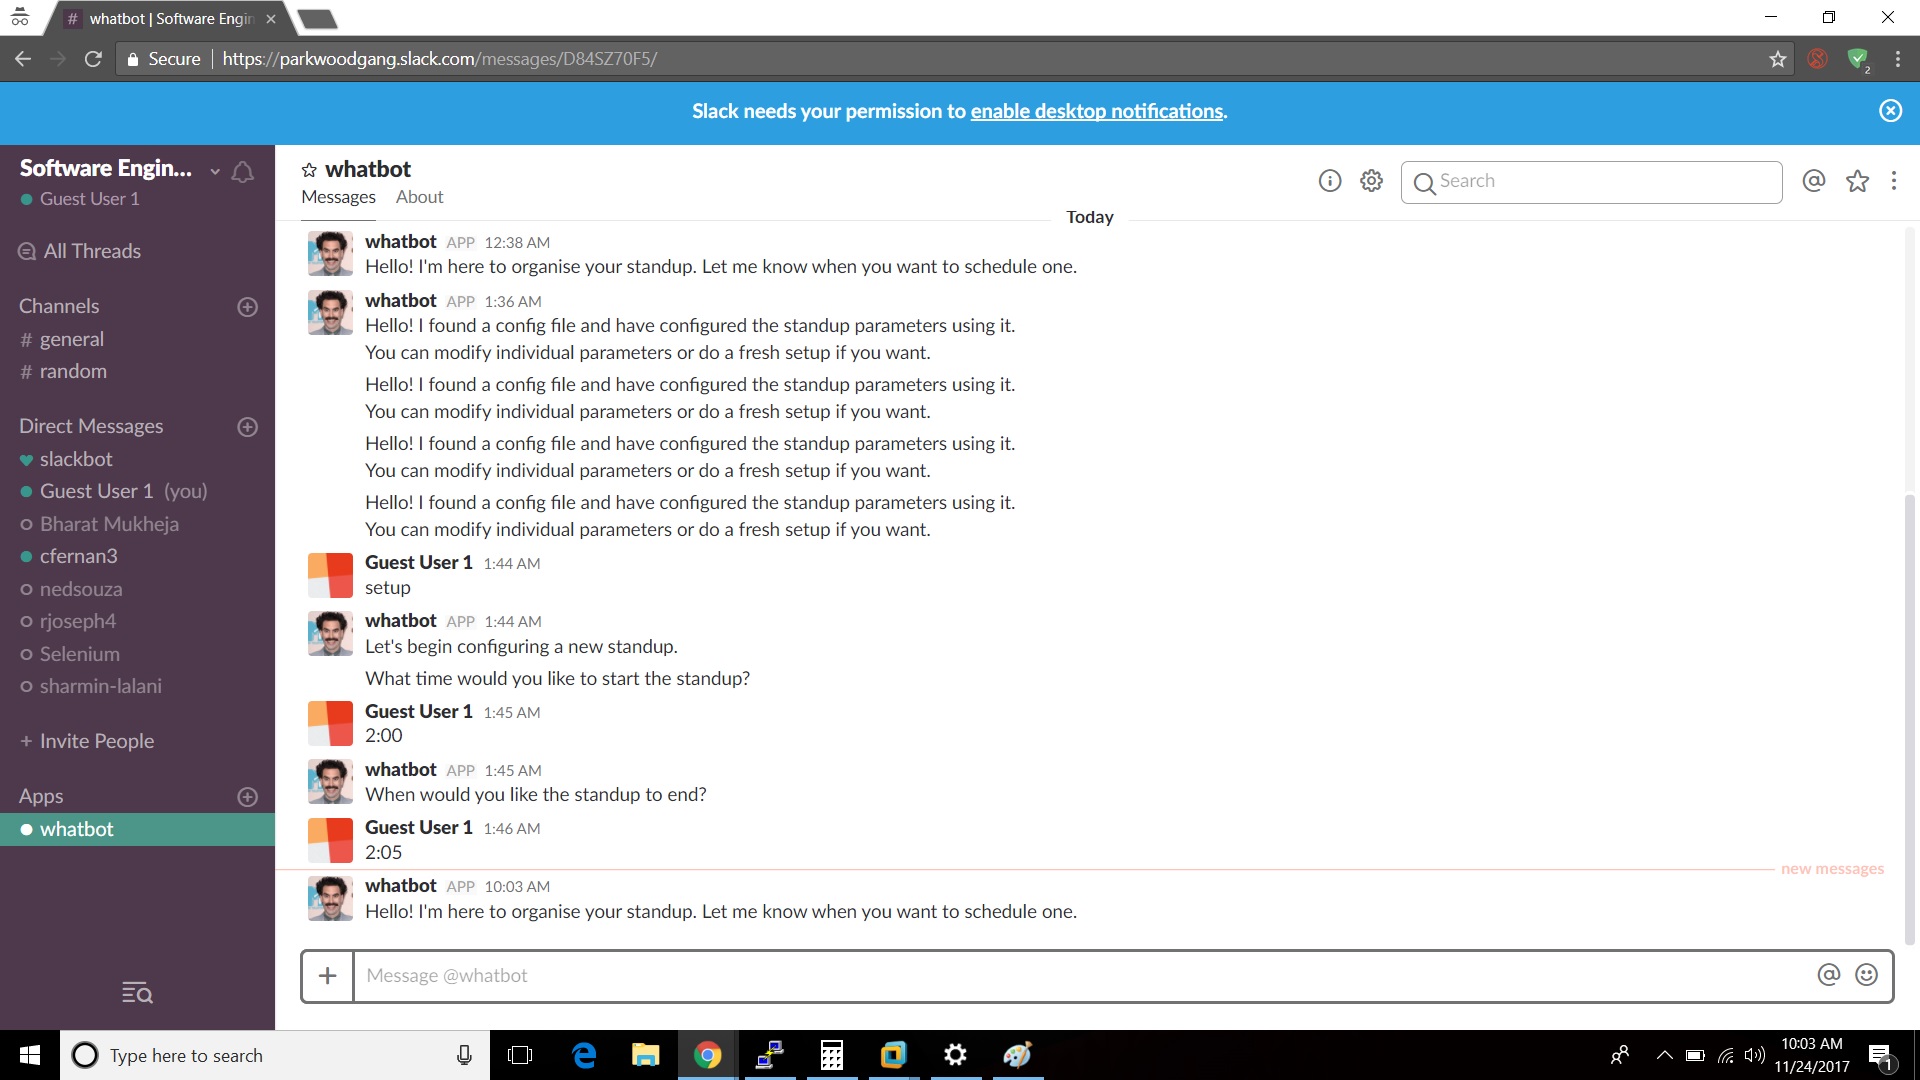 whatbot | Software Engin
Secure | https://parkwoodgang.slack.com/messages/D84SZ70F5/
2
Slack needs your permission to enable desktop notifications.
Software Engin...
Guest User 1
All Threads
Channels
# general
# random
Direct Messages
slackbot
Guest User 1 (you)
Bharat Mukheja
cfernan3
nedsouza
rjoseph4
Selenium
sharmin-lalani
+ Invite People
Apps
whatbot
whatbot
Messages About
Search
Today
whatbot APP 12:38 AM
Hello! I'm here to organise your standup. Let me know when you want to schedule one.
whatbot APP 1:36 AM
Hello! I found a config file and have configured the standup parameters using it.
You can modify individual parameters or do a fresh setup if you want.
Hello! I found a config file and have configured the standup parameters using it.
You can modify individual parameters or do a fresh setup if you want.
Hello! I found a config file and have configured the standup parameters using it.
You can modify individual parameters or do a fresh setup if you want.
Hello! I found a config file and have configured the standup parameters using it.
You can modify individual parameters or do a fresh setup if you want.
Guest User 1 1:44 AM
setup
whatbot APP 1:44 AM
Let's begin configuring a new standup.
What time would you like to start the standup?
Guest User 1 1:45 AM
2:00
whatbot APP 1:45 AM
When would you like the standup to end?
Guest User 1 1:46 AM
2:05
new messages
whatbot APP 10:03 AM
Hello! I'm here to organise your standup. Let me know when you want to schedule one.
+ Message @whatbot @
Type here to search
10:03 AM
11/24/2017
1